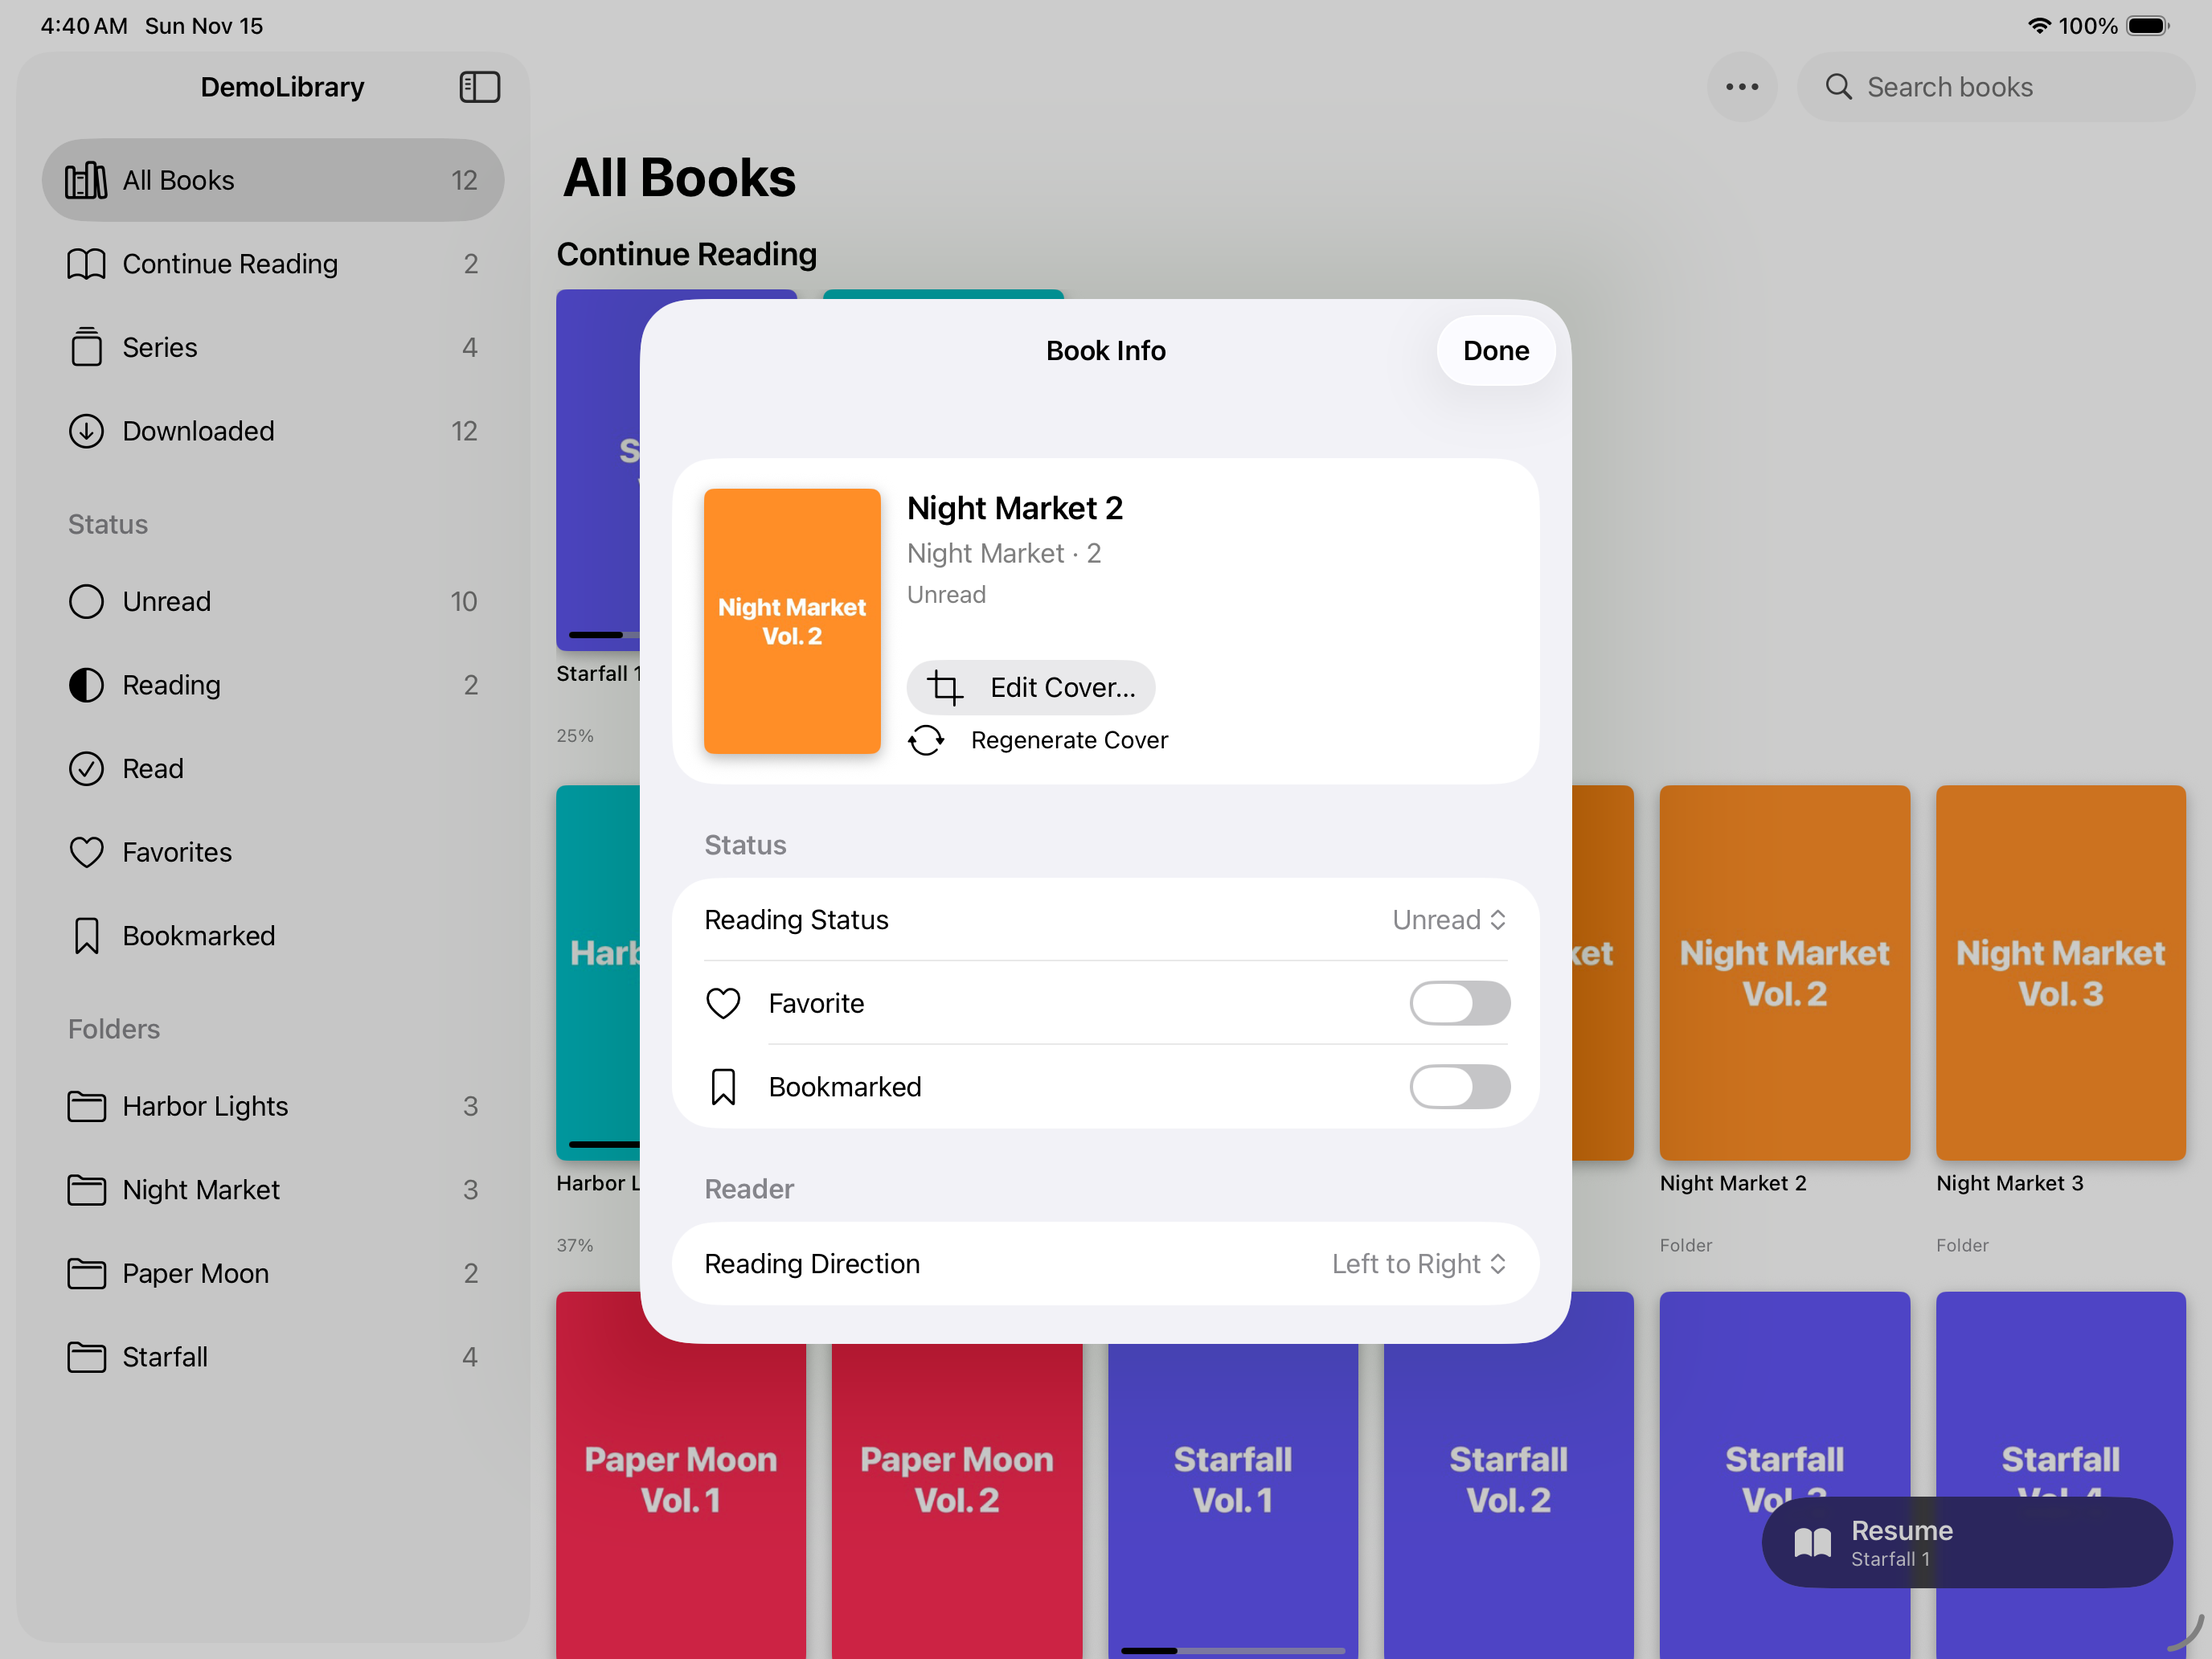 4:40 AM Sun Nov 15
100%
DemoLibrary
All Books 12
Continue Reading 2
Series 4
Downloaded 12
Status
Unread 10
Reading 2
Read
Favorites
Bookmarked
Folders
Harbor Lights 3
Night Market 3
Paper Moon 2
Starfall 4
Search books
All Books
Continue Reading
Starfall 1
25%
Book Info
Done
Night Market
Vol. 2
Night Market 2
Night Market · 2
Unread
Edit Cover...
Regenerate Cover
Status
Reading Status Unread
Favorite
Bookmarked
Reader
Reading Direction Left to Right
37%
Night Market
Vol. 2
Night Market 2
Folder
Night Market
Vol. 3
Night Market 3
Folder
Paper Moon
Vol. 1
Paper Moon
Vol. 2
Starfall
Vol. 1
Starfall
Vol. 2
Starfall
Vol. 3
Starfall
Vol. 4
Resume
Starfall 1